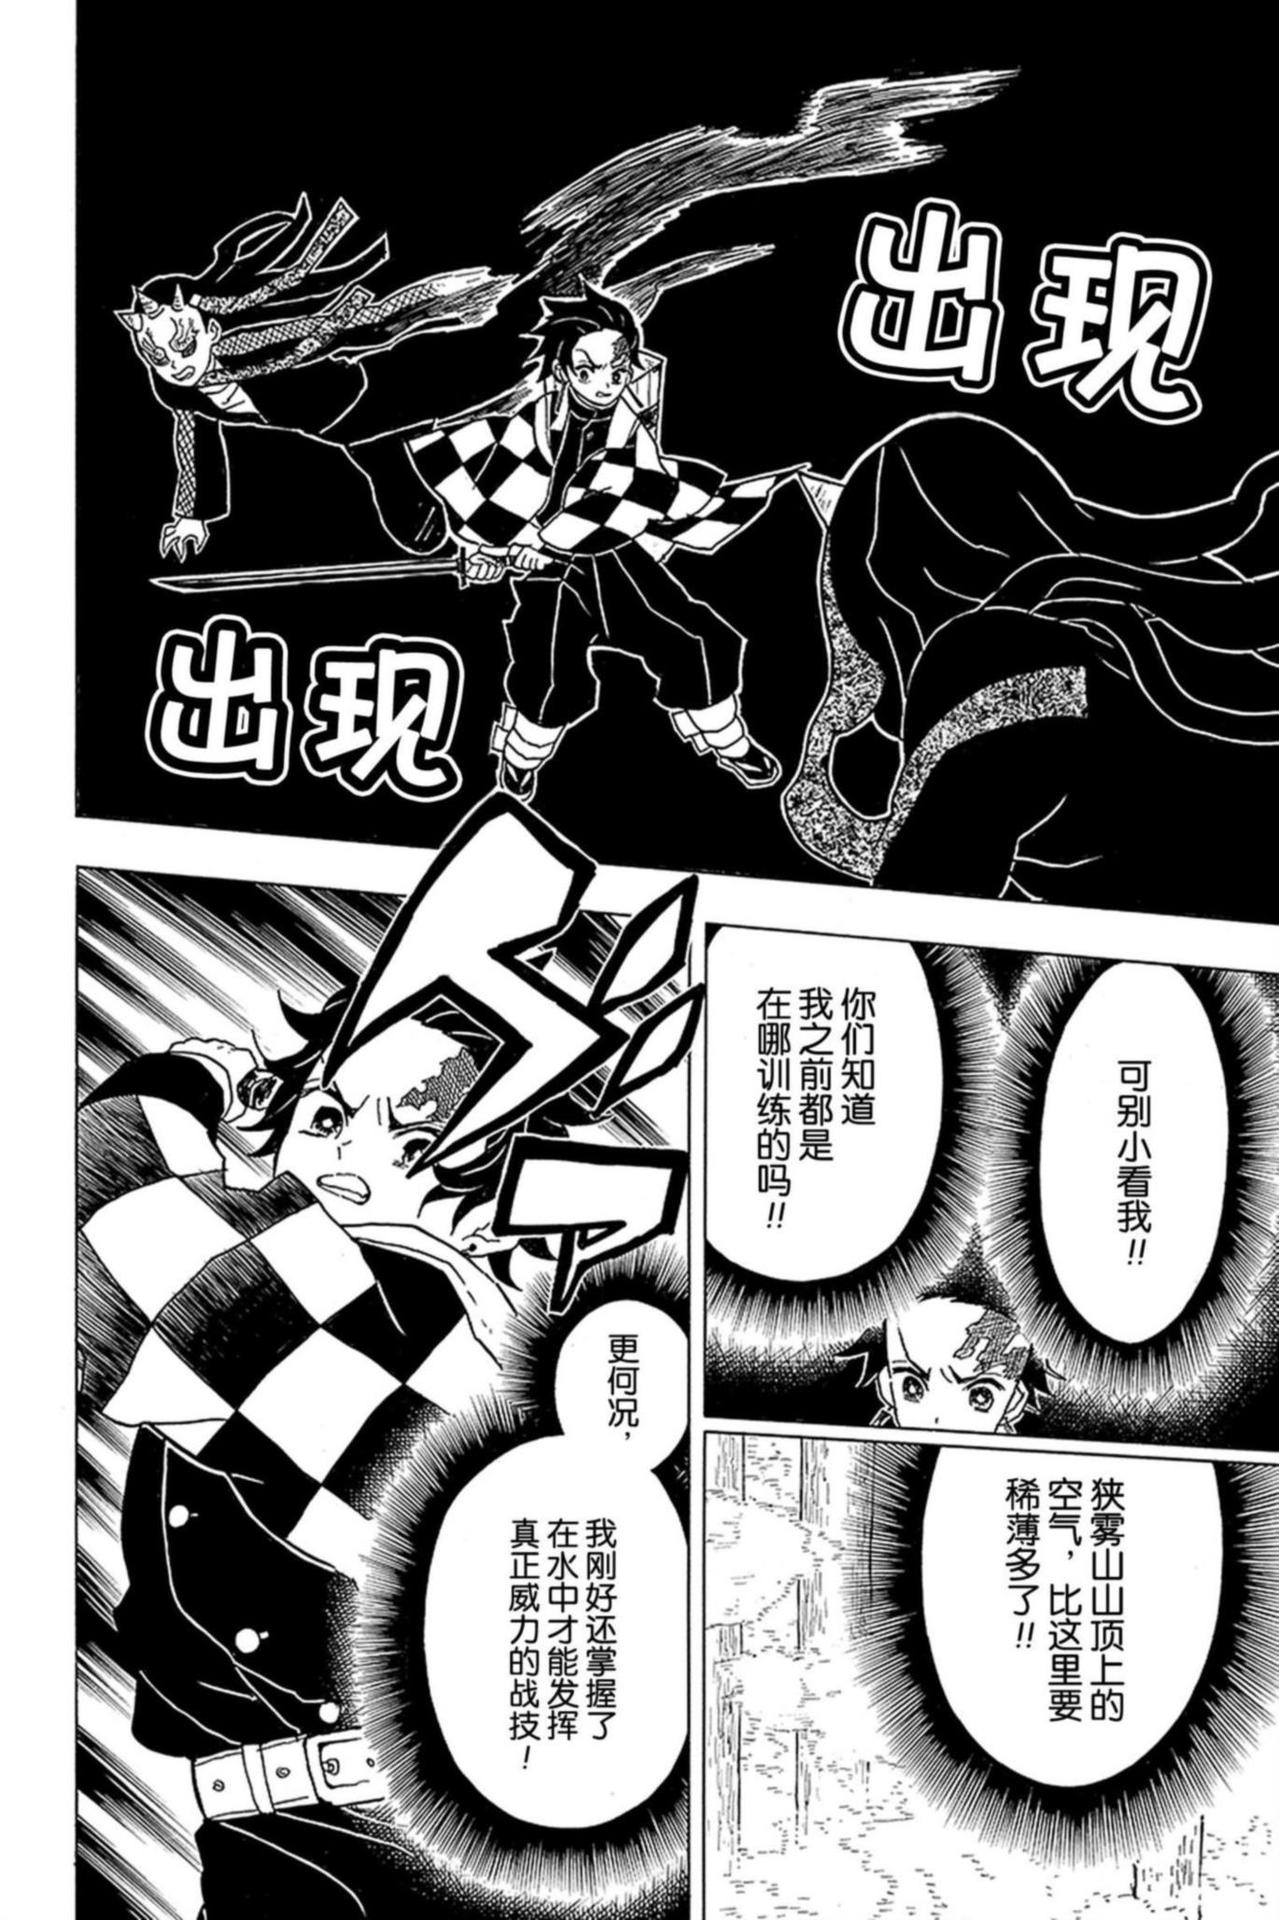 出现
出现
可别小看我!!
你们知道
我之前都是
在哪训练的吗!!
狭雾山山顶上的
空气，比这里要
稀薄多了!!
更何况，
我刚好还掌握了
在水中才能发挥
真正威力的战技！